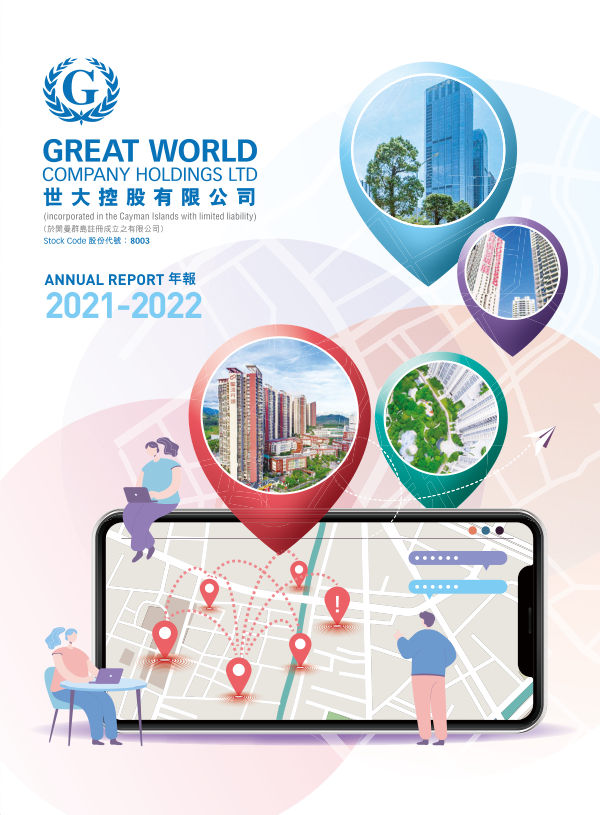 G
GREAT WORLD
COMPANY HOLDINGS LTD
世大控股有限公司
(incorporated in the Cayman Islands with limited liability)
(於開曼群島註冊成立之有限公司)
Stock Code 股份代號：8003
ANNUAL REPORT 年報
2021-2022
!